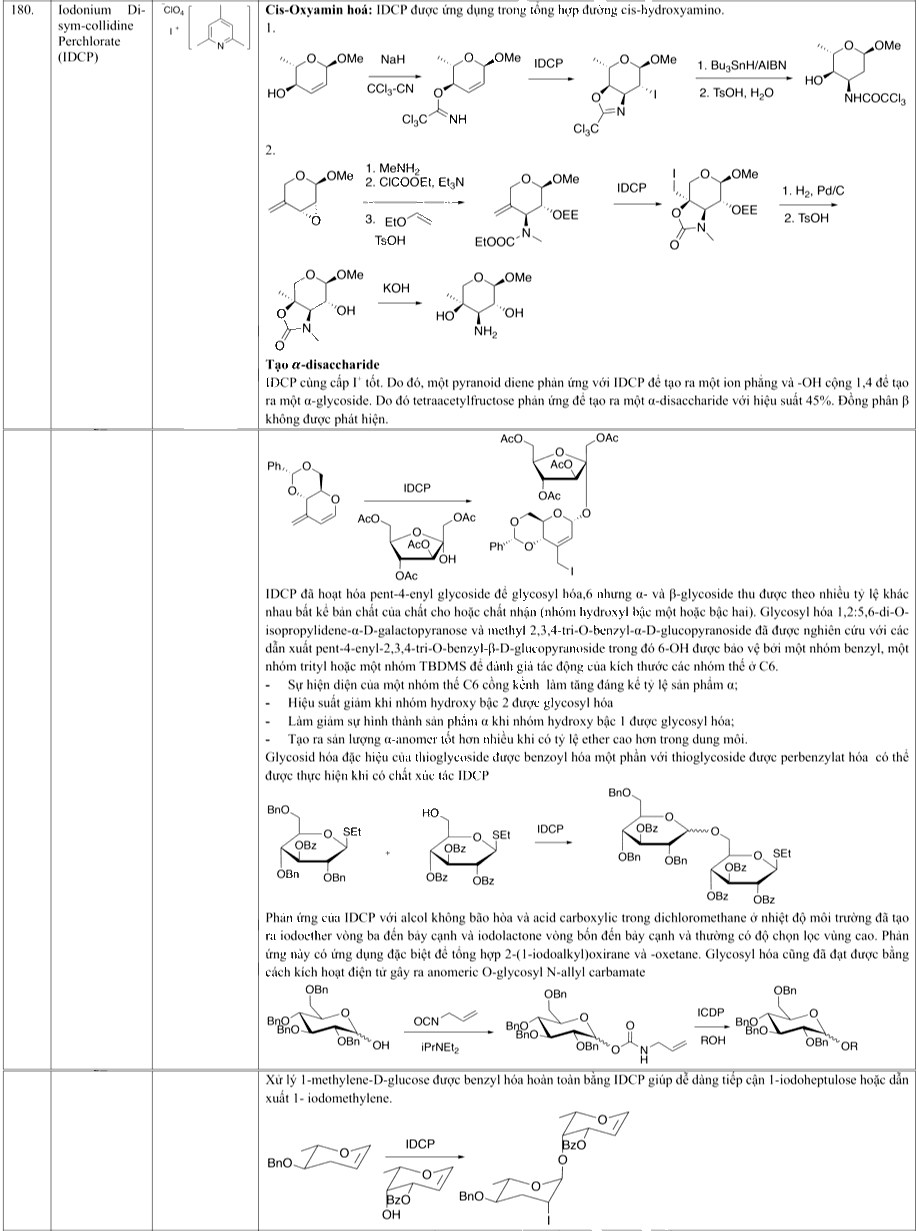 180.
Iodonium Di-
sym-collidine
Perchlorate
(IDCP)
ClO4-
I+
N
Cis-Oxyamin hoá: IDCP được ứng dụng trong tổng hợp đường cis-hydroxyamino.
1.
HO
O
OMe
NaH
CCl3-CN
O
OMe
O
Cl3C
NH
IDCP
O
OMe
O
N
I
Cl3C
1. Bu3SnH/AIBN
2. TsOH, H2O
O
OMe
HO
NHCOCCl3
2.
O
OMe
O
1. MeNH2
2. ClCOOEt, Et3N
3. EtO
TsOH
O
OMe
OEE
EtOOC
N
IDCP
I
O
OMe
O
N
OEE
O
1. H2, Pd/C
2. TsOH
O
OMe
O
N
OH
O
KOH
O
OMe
HO
OH
NH2
Tạo α-disaccharide
IDCP cùng cấp I+ tốt. Do đó, một pyranoid diene phản ứng với IDCP để tạo ra một ion phẳng và -OH cộng 1,4 để tạo
ra một α-glycoside. Do đó tetraacetylfructose phản ứng để tạo ra một α-disaccharide với hiệu suất 45%. Đồng phân β
không được phát hiện.
Ph
O
O
O
IDCP
AcO
O
OAc
AcO
OH
OAc
AcO
OAc
O
AcO
OAc
O
O
O
Ph
O
I
IDCP đã hoạt hóa pent-4-enyl glycoside để glycosyl hóa,6 nhưng α- và β-glycoside thu được theo nhiều tỷ lệ khác
nhau bất kể bản chất của chất cho hoặc chất nhận (nhóm hydroxyl bậc một hoặc bậc hai). Glycosyl hóa 1,2:5,6-di-O-
isopropylidene-α-D-galactopyranose và methyl 2,3,4-tri-O-benzyl-α-D-glucopyranoside đã được nghiên cứu với các
dẫn xuất pent-4-enyl-2,3,4-tri-O-benzyl-β-D-glucopyranoside trong đó 6-OH được bảo vệ bởi một nhóm benzyl, một
nhóm trityl hoặc một nhóm TBDMS để đánh giá tác động của kích thước các nhóm thế ở C6.
- Sự hiện diện của một nhóm thế C6 cồng kềnh làm tăng đáng kể tỷ lệ sản phẩm α;
- Hiệu suất giảm khi nhóm hydroxy bậc 2 được glycosyl hóa
- Làm giảm sự hình thành sản phẩm α khi nhóm hydroxy bậc 1 được glycosyl hóa;
- Tạo ra sản lượng α-anomer tốt hơn nhiều khi có tỷ lệ ether cao hơn trong dung môi.
Glycosid hóa đặc hiệu của thioglycoside được benzoyl hóa một phần với thioglycoside được perbenzylat hóa có thể
được thực hiện khi có chất xúc tác IDCP
BnO
O
SEt
OBz
OBn
OBn
+
HO
O
SEt
OBz
OBz
OBz
IDCP
BnO
O
OBz
OBn
OBn
O
O
SEt
OBz
OBz
OBz
Phản ứng của IDCP với alcol không bão hòa và acid carboxylic trong dichloromethane ở nhiệt độ môi trường đã tạo
ra iodoether vòng ba đến bảy cạnh và iodolactone vòng bốn đến bảy cạnh và thường có độ chọn lọc vùng cao. Phản
ứng này có ứng dụng đặc biệt để tổng hợp 2-(1-iodoalkyl)oxirane và -oxetane. Glycosyl hóa cũng đã đạt được bằng
cách kích hoạt điện tử gây ra anomeric O-glycosyl N-allyl carbamate
OBn
BnO
BnO
O
OBn
OH
OCN
iPrNEt2
OBn
BnO
BnO
O
OBn
O
O
N
H
ICDP
ROH
OBn
BnO
BnO
O
OBn
OR
Xử lý 1-methylene-D-glucose được benzyl hóa hoàn toàn bằng IDCP giúp dễ dàng tiếp cận 1-iodoheptulose hoặc dẫn
xuất 1- iodomethylene.
BnO
O
IDCP
O
BzO
OH
O
BzO
O
BnO
O
I